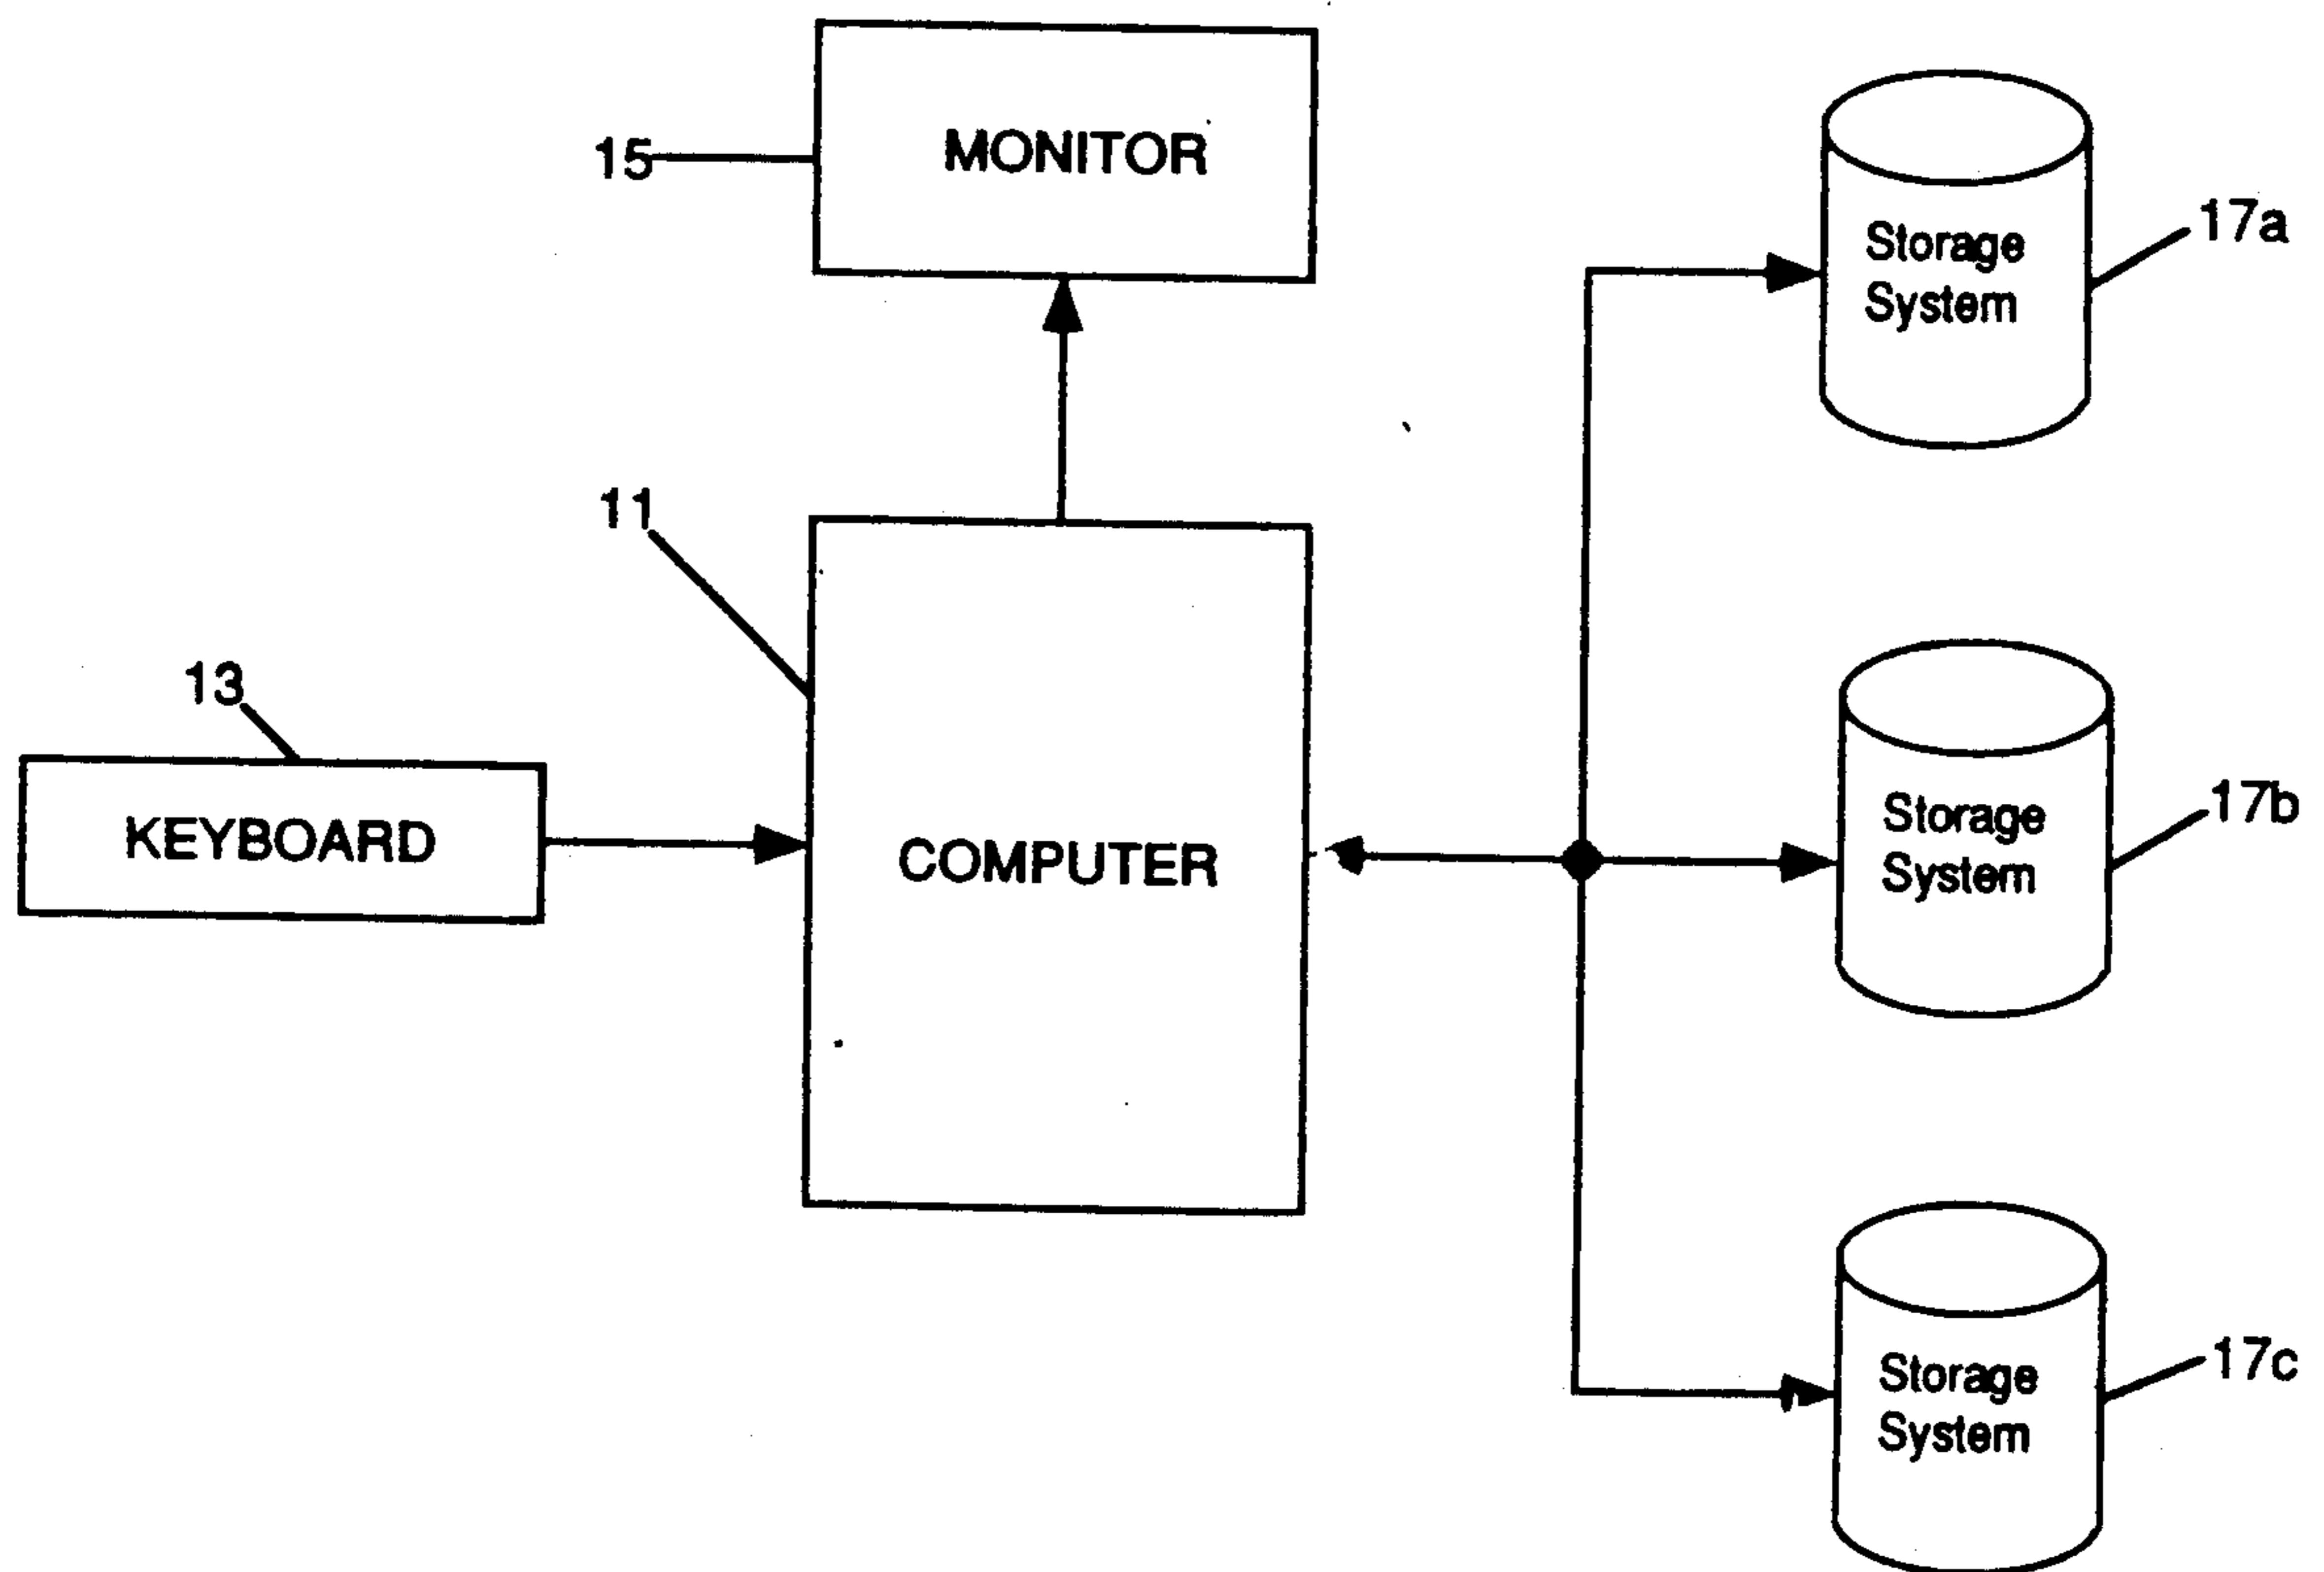 15
MONITOR
Storage
System
17a
11
13
KEYBOARD
COMPUTER
Storage
System
17b
Storage
System
17c